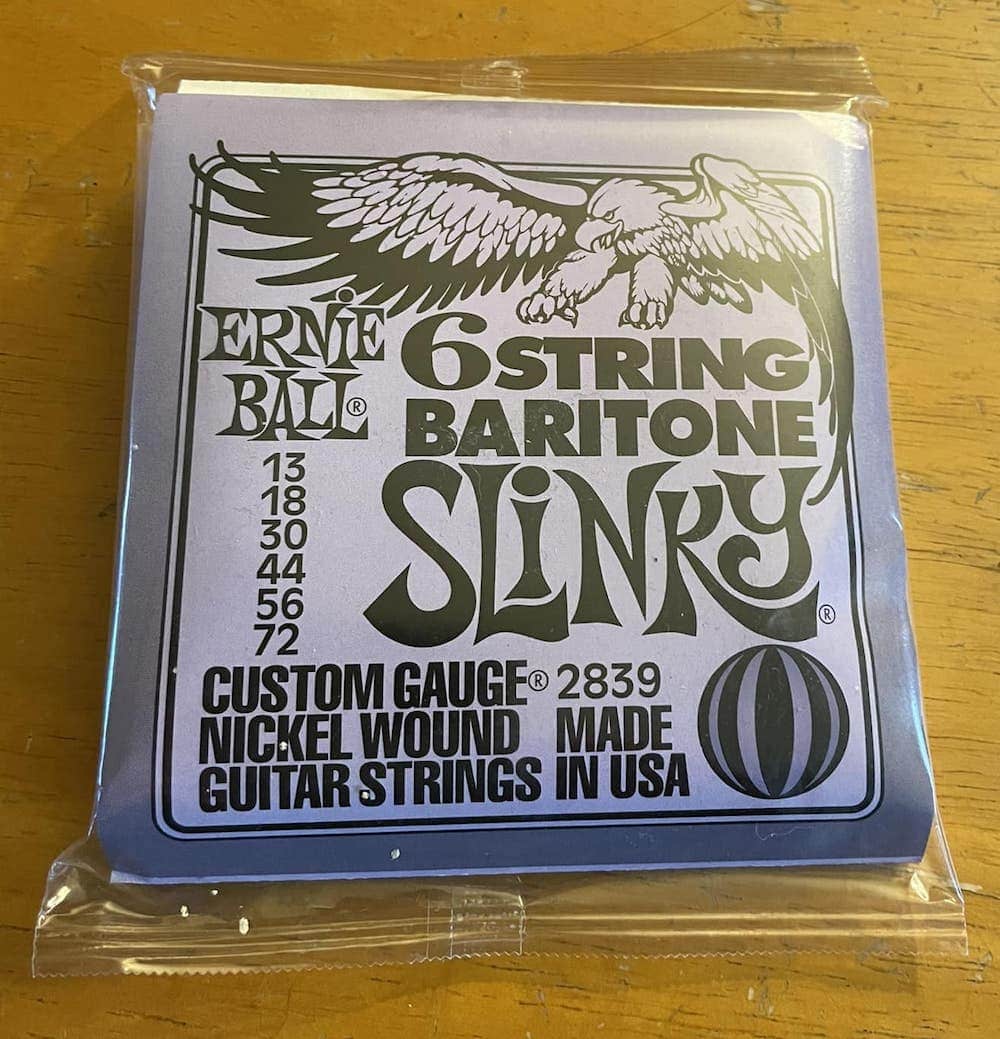 ERNiE
BALL®
6 STRING
BARITONE
SLiNKY®
13
18
30
44
56
72
CUSTOM GAUGE® 2839
NICKEL WOUND MADE
GUITAR STRINGS IN USA